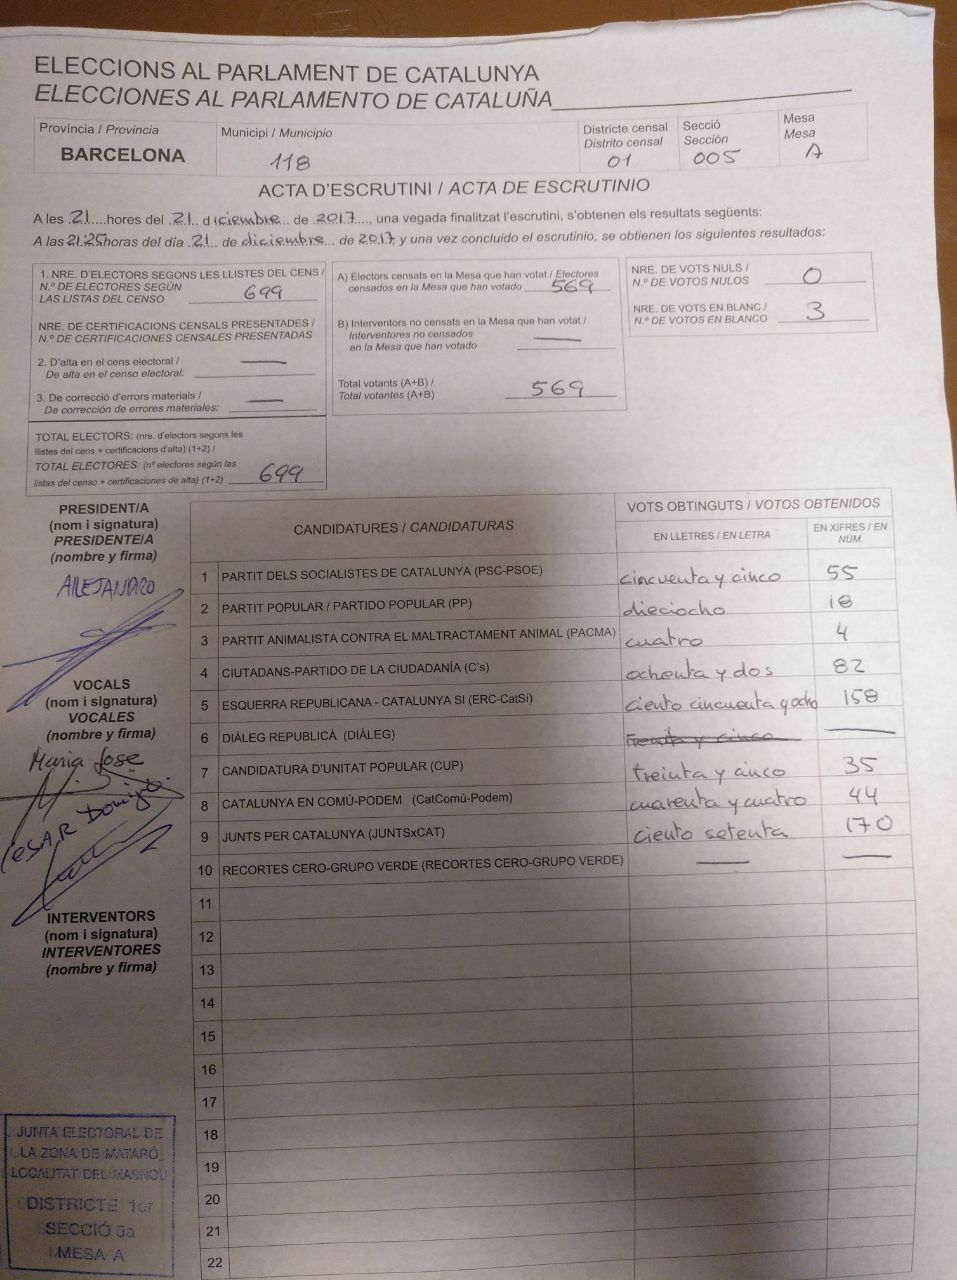 ELECCIONS AL PARLAMENT DE CATALUNYA
ELECCIONES AL PARLAMENTO DE CATALUÑA
Província / Provincia
BARCELONA
Municipi / Municipio
118
Districte censal
Distrito censal
01
Secció
Sección
005
Mesa
Mesa
A
ACTA D'ESCRUTINI / ACTA DE ESCRUTINIO
A les 21 hores del 21 diciembre de 2017, una vegada finalitzat l'escrutini, s'obtenen els resultats següents:
A las 21:25 horas del día 21 de diciembre de 2017 y una vez concluido el escrutinio, se obtienen los siguientes resultados:
1. NRE. D'ELECTORS SEGONS LES LLISTES DEL CENS /
N.º DE ELECTORES SEGÚN
LAS LISTAS DEL CENSO 699
NRE. DE CERTIFICACIONS CENSALS PRESENTADES /
N.º DE CERTIFICACIONES CENSALES PRESENTADAS
2. D'alta en el cens electoral / —
De alta en el censo electoral:
3. De correcció d'errors materials / —
De corrección de errores materiales:
TOTAL ELECTORS: (nre. d'electors segons les
llistes del cens + certificacions d'alta) (1+2) /
TOTAL ELECTORES: (nº electores según las
listas del censo + certificaciones de alta) (1+2) 699
A) Electors censats en la Mesa que han votat / Electores
censados en la Mesa que han votado 569
B) Interventors no censats en la Mesa que han votat /
Interventores no censados —
en la Mesa que han votado
Total votants (A+B) /
Total votantes (A+B) 569
NRE. DE VOTS NULS /
N.º DE VOTOS NULOS 0
NRE. DE VOTS EN BLANC /
N.º DE VOTOS EN BLANCO 3
PRESIDENT/A
(nom i signatura)
PRESIDENTE/A
(nombre y firma)
ALEJANDRO
VOCALS
(nom i signatura)
VOCALES
(nombre y firma)
Maria Jose
CESAR
INTERVENTORS
(nom i signatura)
INTERVENTORES
(nombre y firma)
CANDIDATURES / CANDIDATURAS
VOTS OBTINGUTS / VOTOS OBTENIDOS
EN LLETRES / EN LETRA
EN XIFRES / EN
NÚM.
1 PARTIT DELS SOCIALISTES DE CATALUNYA (PSC-PSOE) cincuenta y cinco 55
2 PARTIT POPULAR / PARTIDO POPULAR (PP) dieciocho 18
3 PARTIT ANIMALISTA CONTRA EL MALTRACTAMENT ANIMAL (PACMA) cuatro 4
4 CIUTADANS-PARTIDO DE LA CIUDADANÍA (C's) ochenta y dos 82
5 ESQUERRA REPUBLICANA - CATALUNYA SI (ERC-CatSí) ciento cincuenta y ocho 158
6 DIÀLEG REPUBLICÀ (DIÀLEG) Treinta y cinco —
7 CANDIDATURA D'UNITAT POPULAR (CUP) treinta y cinco 35
8 CATALUNYA EN COMÚ-PODEM (CatComú-Podem) cuarenta y cuatro 44
9 JUNTS PER CATALUNYA (JUNTSxCAT) ciento setenta 170
10 RECORTES CERO-GRUPO VERDE (RECORTES CERO-GRUPO VERDE) — —
11
12
13
14
15
16
17
18
19
20
21
22
JUNTA ELECTORAL DE
LA ZONA DE MATARÓ
LOCALITAT DEL MASNOU
DISTRICTE 1er
SECCIÓ 5a
MESA A